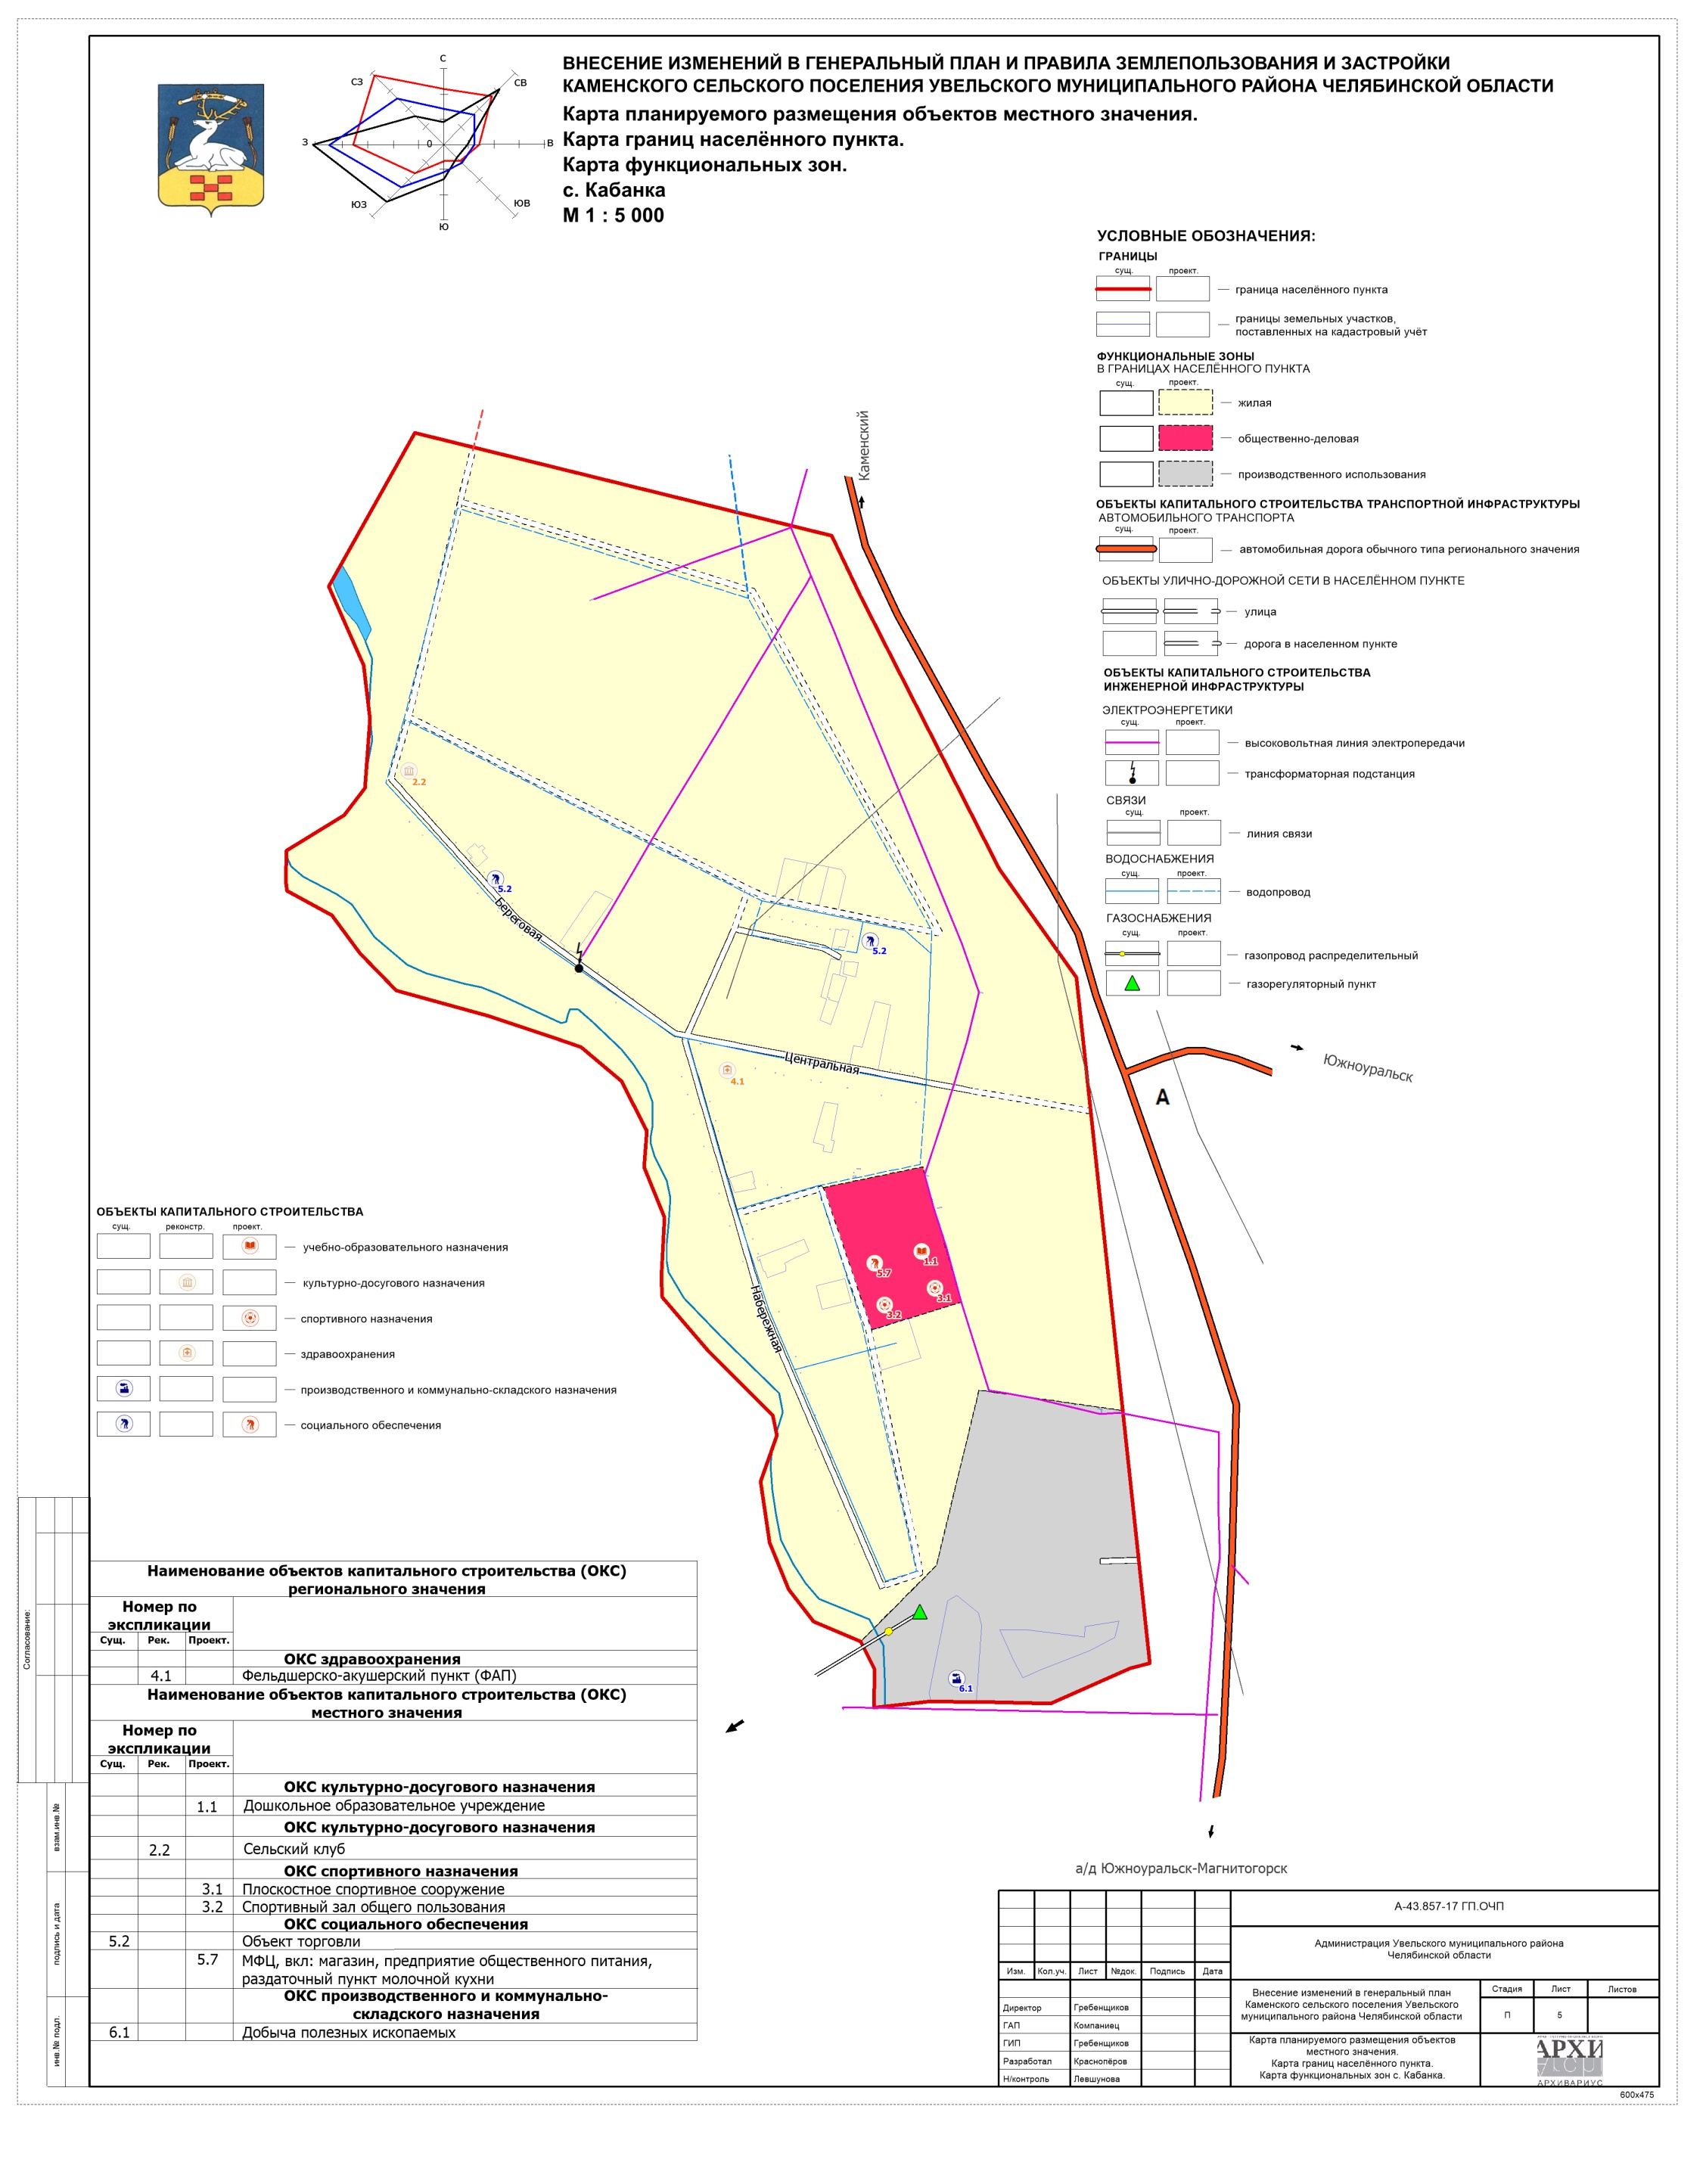 ВНЕСЕНИЕ ИЗМЕНЕНИЙ В ГЕНЕРАЛЬНЫЙ ПЛАН И ПРАВИЛА ЗЕМЛЕПОЛЬЗОВАНИЯ И ЗАСТРОЙКИ
КАМЕНСКОГО СЕЛЬСКОГО ПОСЕЛЕНИЯ УВЕЛЬСКОГО МУНИЦИПАЛЬНОГО РАЙОНА ЧЕЛЯБИНСКОЙ ОБЛАСТИ
Карта планируемого размещения объектов местного значения.
Карта границ населённого пункта.
Карта функциональных зон.
с. Кабанка
М 1 : 5 000
С
СВ
В
ЮВ
Ю
ЮЗ
З
СЗ
0
УСЛОВНЫЕ ОБОЗНАЧЕНИЯ:
ГРАНИЦЫ
сущ. проект.
граница населённого пункта
границы земельных участков,
поставленных на кадастровый учёт
ФУНКЦИОНАЛЬНЫЕ ЗОНЫ
В ГРАНИЦАХ НАСЕЛЁННОГО ПУНКТА
сущ. проект.
жилая
общественно-деловая
производственного использования
ОБЪЕКТЫ КАПИТАЛЬНОГО СТРОИТЕЛЬСТВА ТРАНСПОРТНОЙ ИНФРАСТРУКТУРЫ
АВТОМОБИЛЬНОГО ТРАНСПОРТА
сущ. проект.
автомобильная дорога обычного типа регионального значения
ОБЪЕКТЫ УЛИЧНО-ДОРОЖНОЙ СЕТИ В НАСЕЛЁННОМ ПУНКТЕ
улица
дорога в населенном пункте
ОБЪЕКТЫ КАПИТАЛЬНОГО СТРОИТЕЛЬСТВА
ИНЖЕНЕРНОЙ ИНФРАСТРУКТУРЫ
ЭЛЕКТРОЭНЕРГЕТИКИ
сущ. проект.
высоковольтная линия электропередачи
трансформаторная подстанция
СВЯЗИ
сущ. проект.
линия связи
ВОДОСНАБЖЕНИЯ
сущ. проект.
водопровод
ГАЗОСНАБЖЕНИЯ
сущ. проект.
газопровод распределительный
газорегуляторный пункт
Каменский
2.2
5.2
Береговая
5.2
Центральная
4.1
Южноуральск
А
1.1
5.7
3.1
3.2
Набережная
6.1
а/д Южноуральск-Магнитогорск
ОБЪЕКТЫ КАПИТАЛЬНОГО СТРОИТЕЛЬСТВА
сущ. реконстр. проект.
учебно-образовательного назначения
культурно-досугового назначения
спортивного назначения
здравоохранения
производственного и коммунально-складского назначения
социального обеспечения
Наименование объектов капитального строительства (ОКС)
регионального значения
Номер по
экспликации
Сущ. Рек. Проект.
ОКС здравоохранения
4.1 Фельдшерско-акушерский пункт (ФАП)
Наименование объектов капитального строительства (ОКС)
местного значения
Номер по
экспликации
Сущ. Рек. Проект.
ОКС культурно-досугового назначения
1.1 Дошкольное образовательное учреждение
ОКС культурно-досугового назначения
2.2 Сельский клуб
ОКС спортивного назначения
3.1 Плоскостное спортивное сооружение
3.2 Спортивный зал общего пользования
ОКС социального обеспечения
5.2 Объект торговли
5.7 МФЦ, вкл: магазин, предприятие общественного питания,
раздаточный пункт молочной кухни
ОКС производственного и коммунально-
складского назначения
6.1 Добыча полезных ископаемых
Согласование:
взам.инв.№
подпись и дата
инв.№ подл.
А-43.857-17 ГП.ОЧП
Администрация Увельского муниципального района
Челябинской области
Изм. Кол.уч. Лист №док. Подпись Дата
Внесение изменений в генеральный план
Каменского сельского поселения Увельского
муниципального района Челябинской области
Стадия Лист Листов
П 5
Директор Гребенщиков
ГАП Компаниец
ГИП Гребенщиков
Разработал Краснопёров
Н/контроль Левшунова
Карта планируемого размещения объектов
местного значения.
Карта границ населённого пункта.
Карта функциональных зон с. Кабанка.
АРХИ
АРХИВАРИУС
600х475